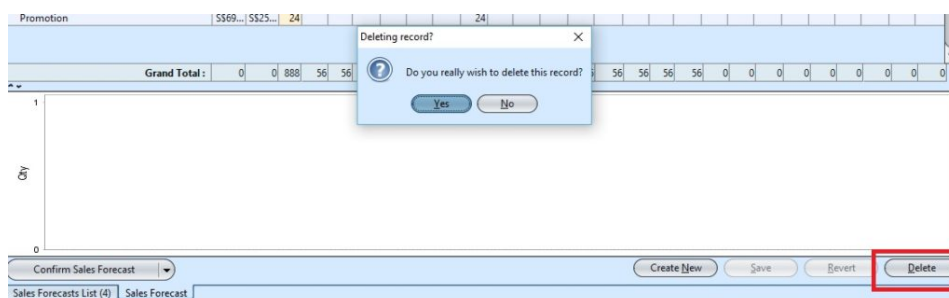 Promotion S$69... S$25... 24 24
Deleting record?
Do you really wish to delete this record?
Yes No
Grand Total : 0 0 888 56 56 56 56 56 56 0 0 0 0 0 0 0 0
1
Qty
0
Confirm Sales Forecast Create New Save Revert Delete
Sales Forecasts List (4) Sales Forecast